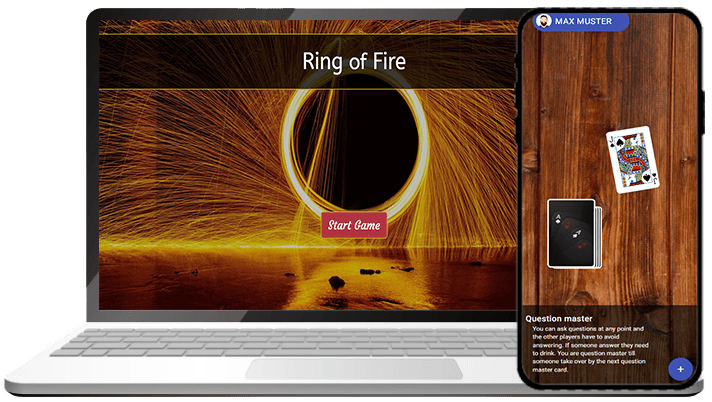 Ring of Fire
Start Game
MAX MUSTER
Question master
You can ask questions at any point and
the other players have to avoid
answering. If someone answer they need
to drink. You are question master till
someone take over by the next question
master card.
+